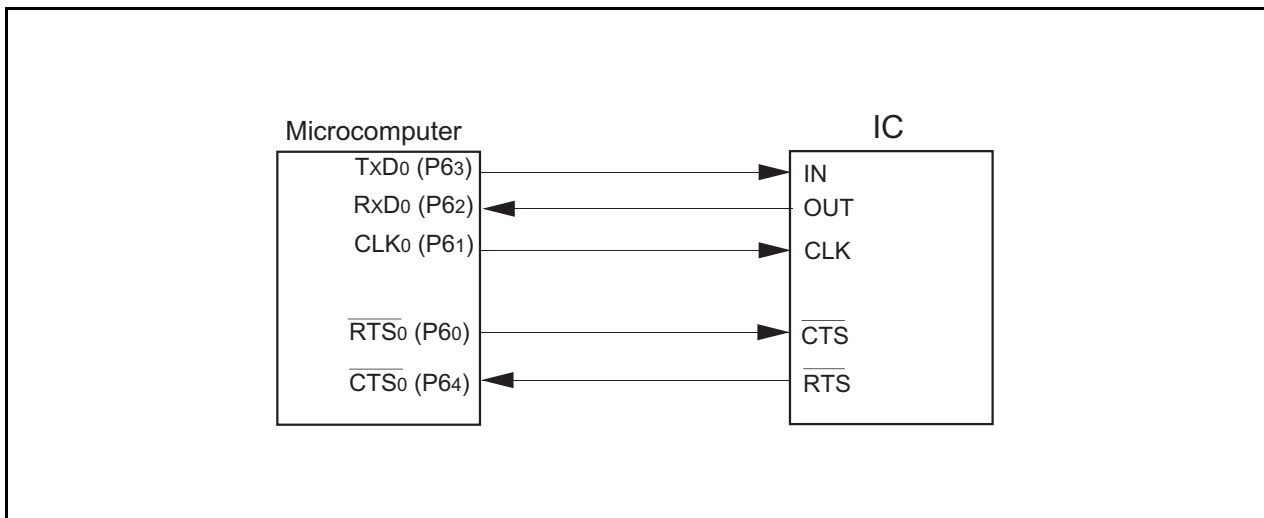 Microcomputer
TxD0 (P63)
RxD0 (P62)
CLK0 (P61)
RTS0 (P60)
CTS0 (P64)
IC
IN
OUT
CLK
CTS
RTS